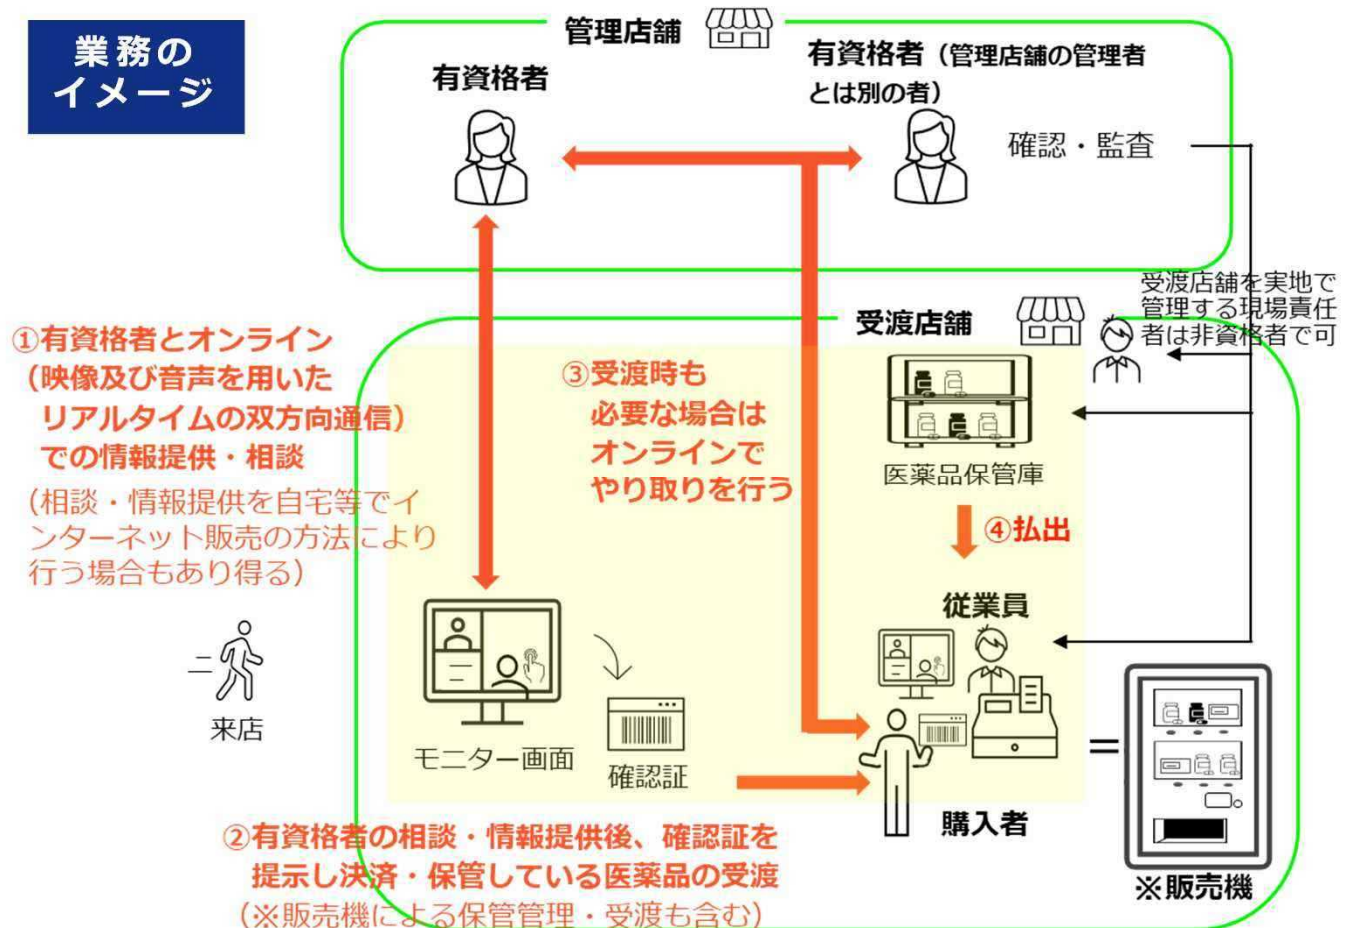 業務の
イメージ
管理店舗
有資格者
有資格者（管理店舗の管理者
とは別の者）
確認・監査
受渡店舗を実地で
管理する現場責任
者は非資格者で可
受渡店舗
①有資格者とオンライン
（映像及び音声を用いた
リアルタイムの双方向通信）
での情報提供・相談
（相談・情報提供を自宅等でイ
ンターネット販売の方法により
行う場合もあり得る）
③受渡時も
必要な場合は
オンラインで
やり取りを行う
医薬品保管庫
④払出
従業員
来店
モニター画面
確認証
＝
購入者
②有資格者の相談・情報提供後、確認証を
提示し決済・保管している医薬品の受渡
（※販売機による保管管理・受渡も含む）
※販売機